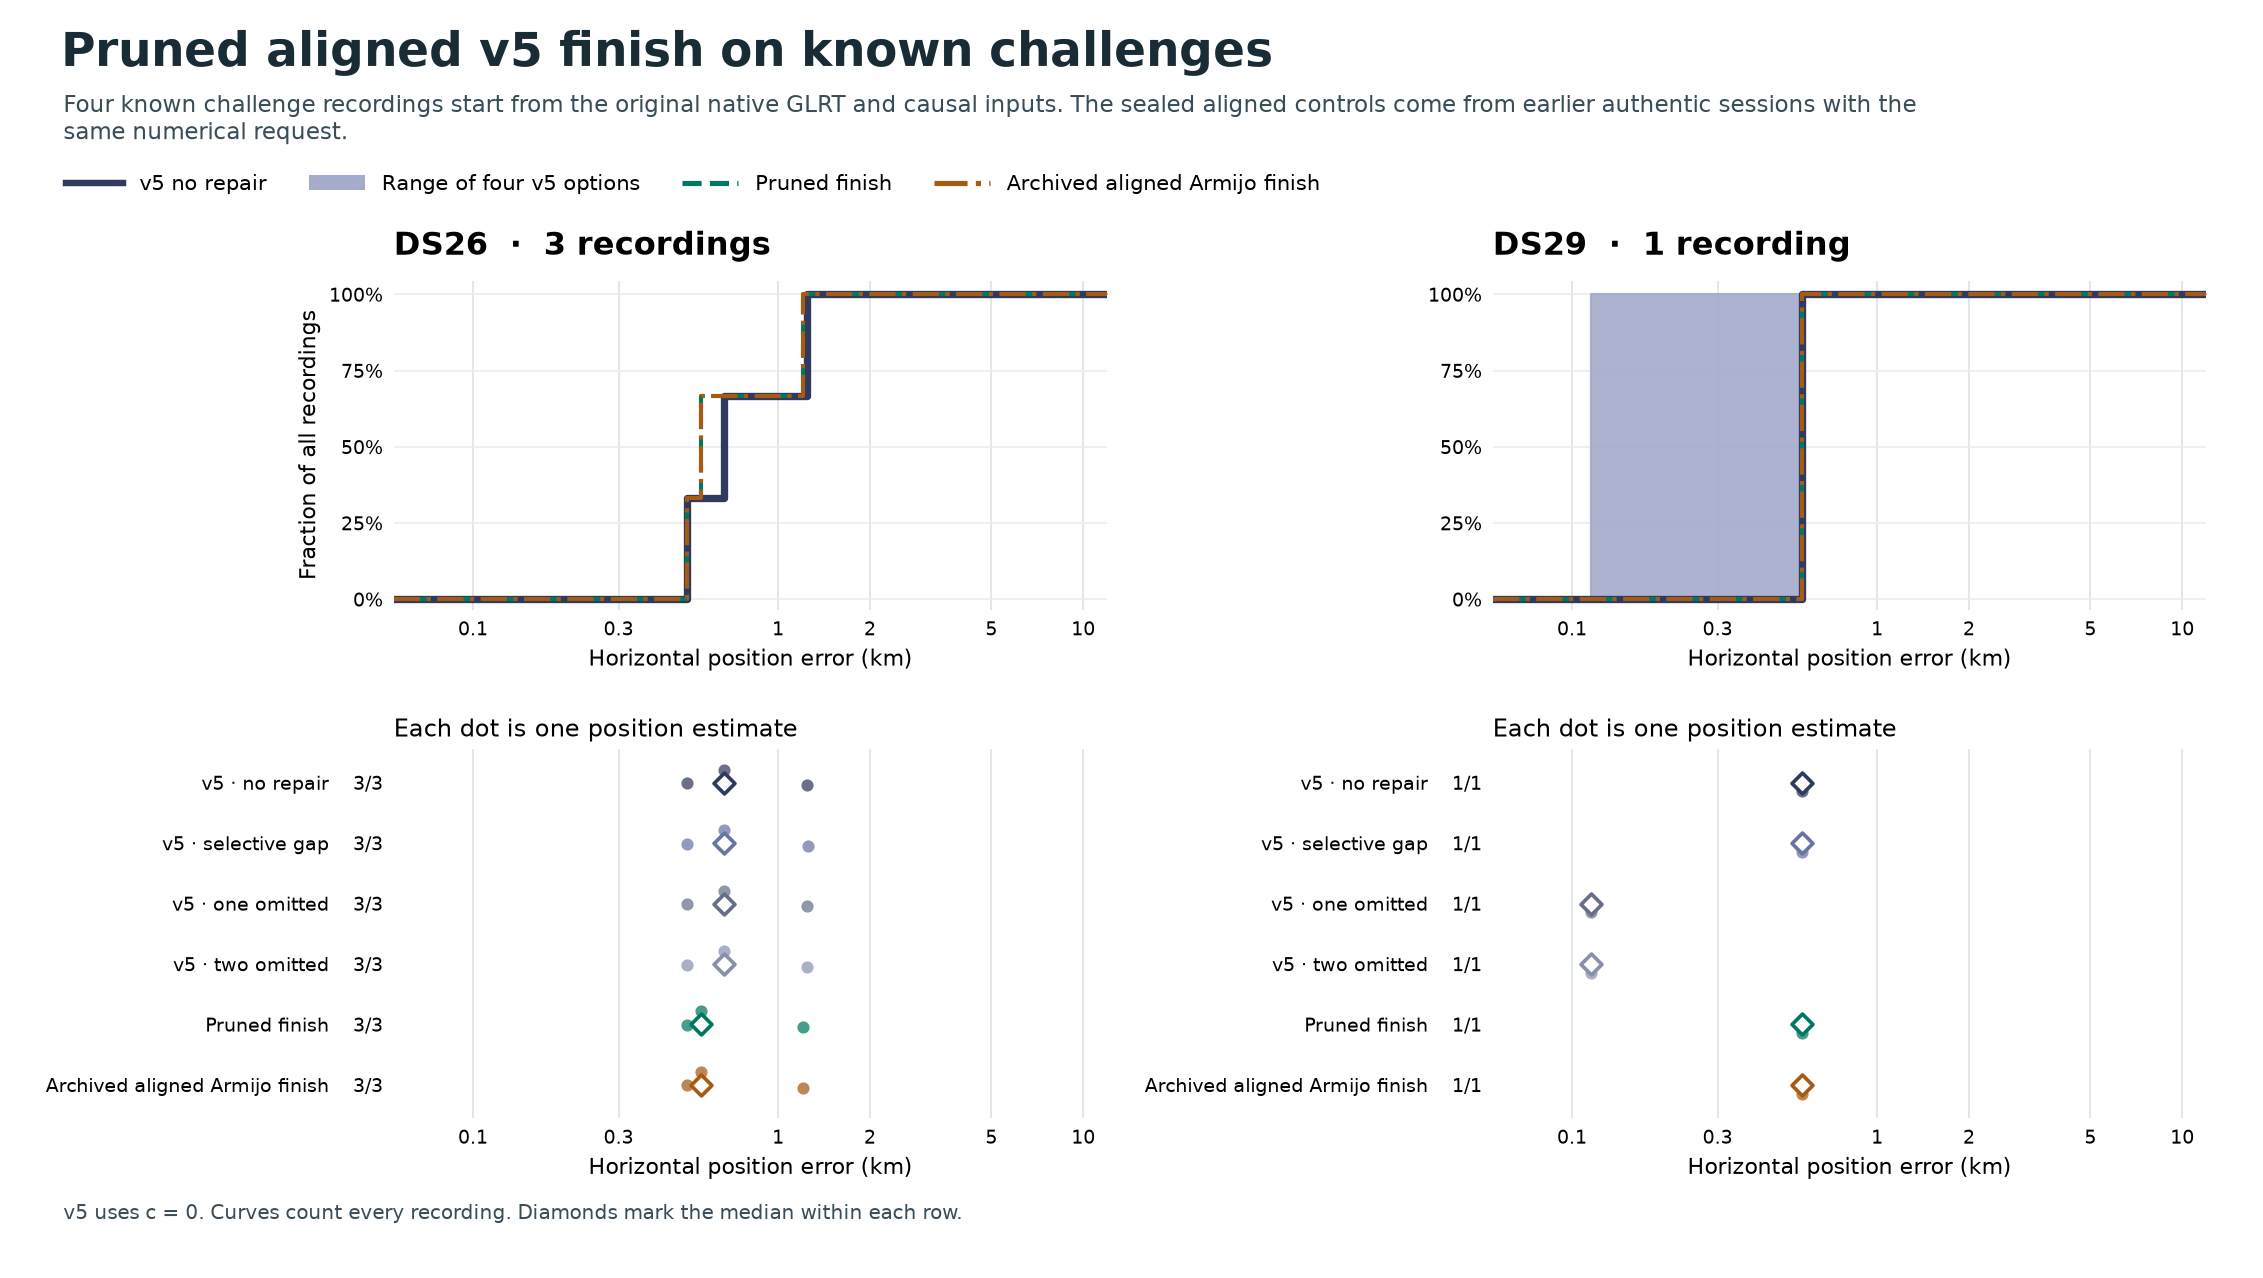 Pruned aligned v5 finish on known challenges
Four known challenge recordings start from the original native GLRT and causal inputs. The sealed aligned controls come from earlier authentic sessions with the
same numerical request.
v5 no repair
Range of four v5 options
Pruned finish
Archived aligned Armijo finish
DS26 · 3 recordings
100%
75%
50%
25%
0%
Fraction of all recordings
0.1 0.3 1 2 5 10
Horizontal position error (km)
DS29 · 1 recording
100%
75%
50%
25%
0%
0.1 0.3 1 2 5 10
Horizontal position error (km)
Each dot is one position estimate
v5 · no repair 3/3
v5 · selective gap 3/3
v5 · one omitted 3/3
v5 · two omitted 3/3
Pruned finish 3/3
Archived aligned Armijo finish 3/3
0.1 0.3 1 2 5 10
Horizontal position error (km)
Each dot is one position estimate
v5 · no repair 1/1
v5 · selective gap 1/1
v5 · one omitted 1/1
v5 · two omitted 1/1
Pruned finish 1/1
Archived aligned Armijo finish 1/1
0.1 0.3 1 2 5 10
Horizontal position error (km)
v5 uses c = 0. Curves count every recording. Diamonds mark the median within each row.